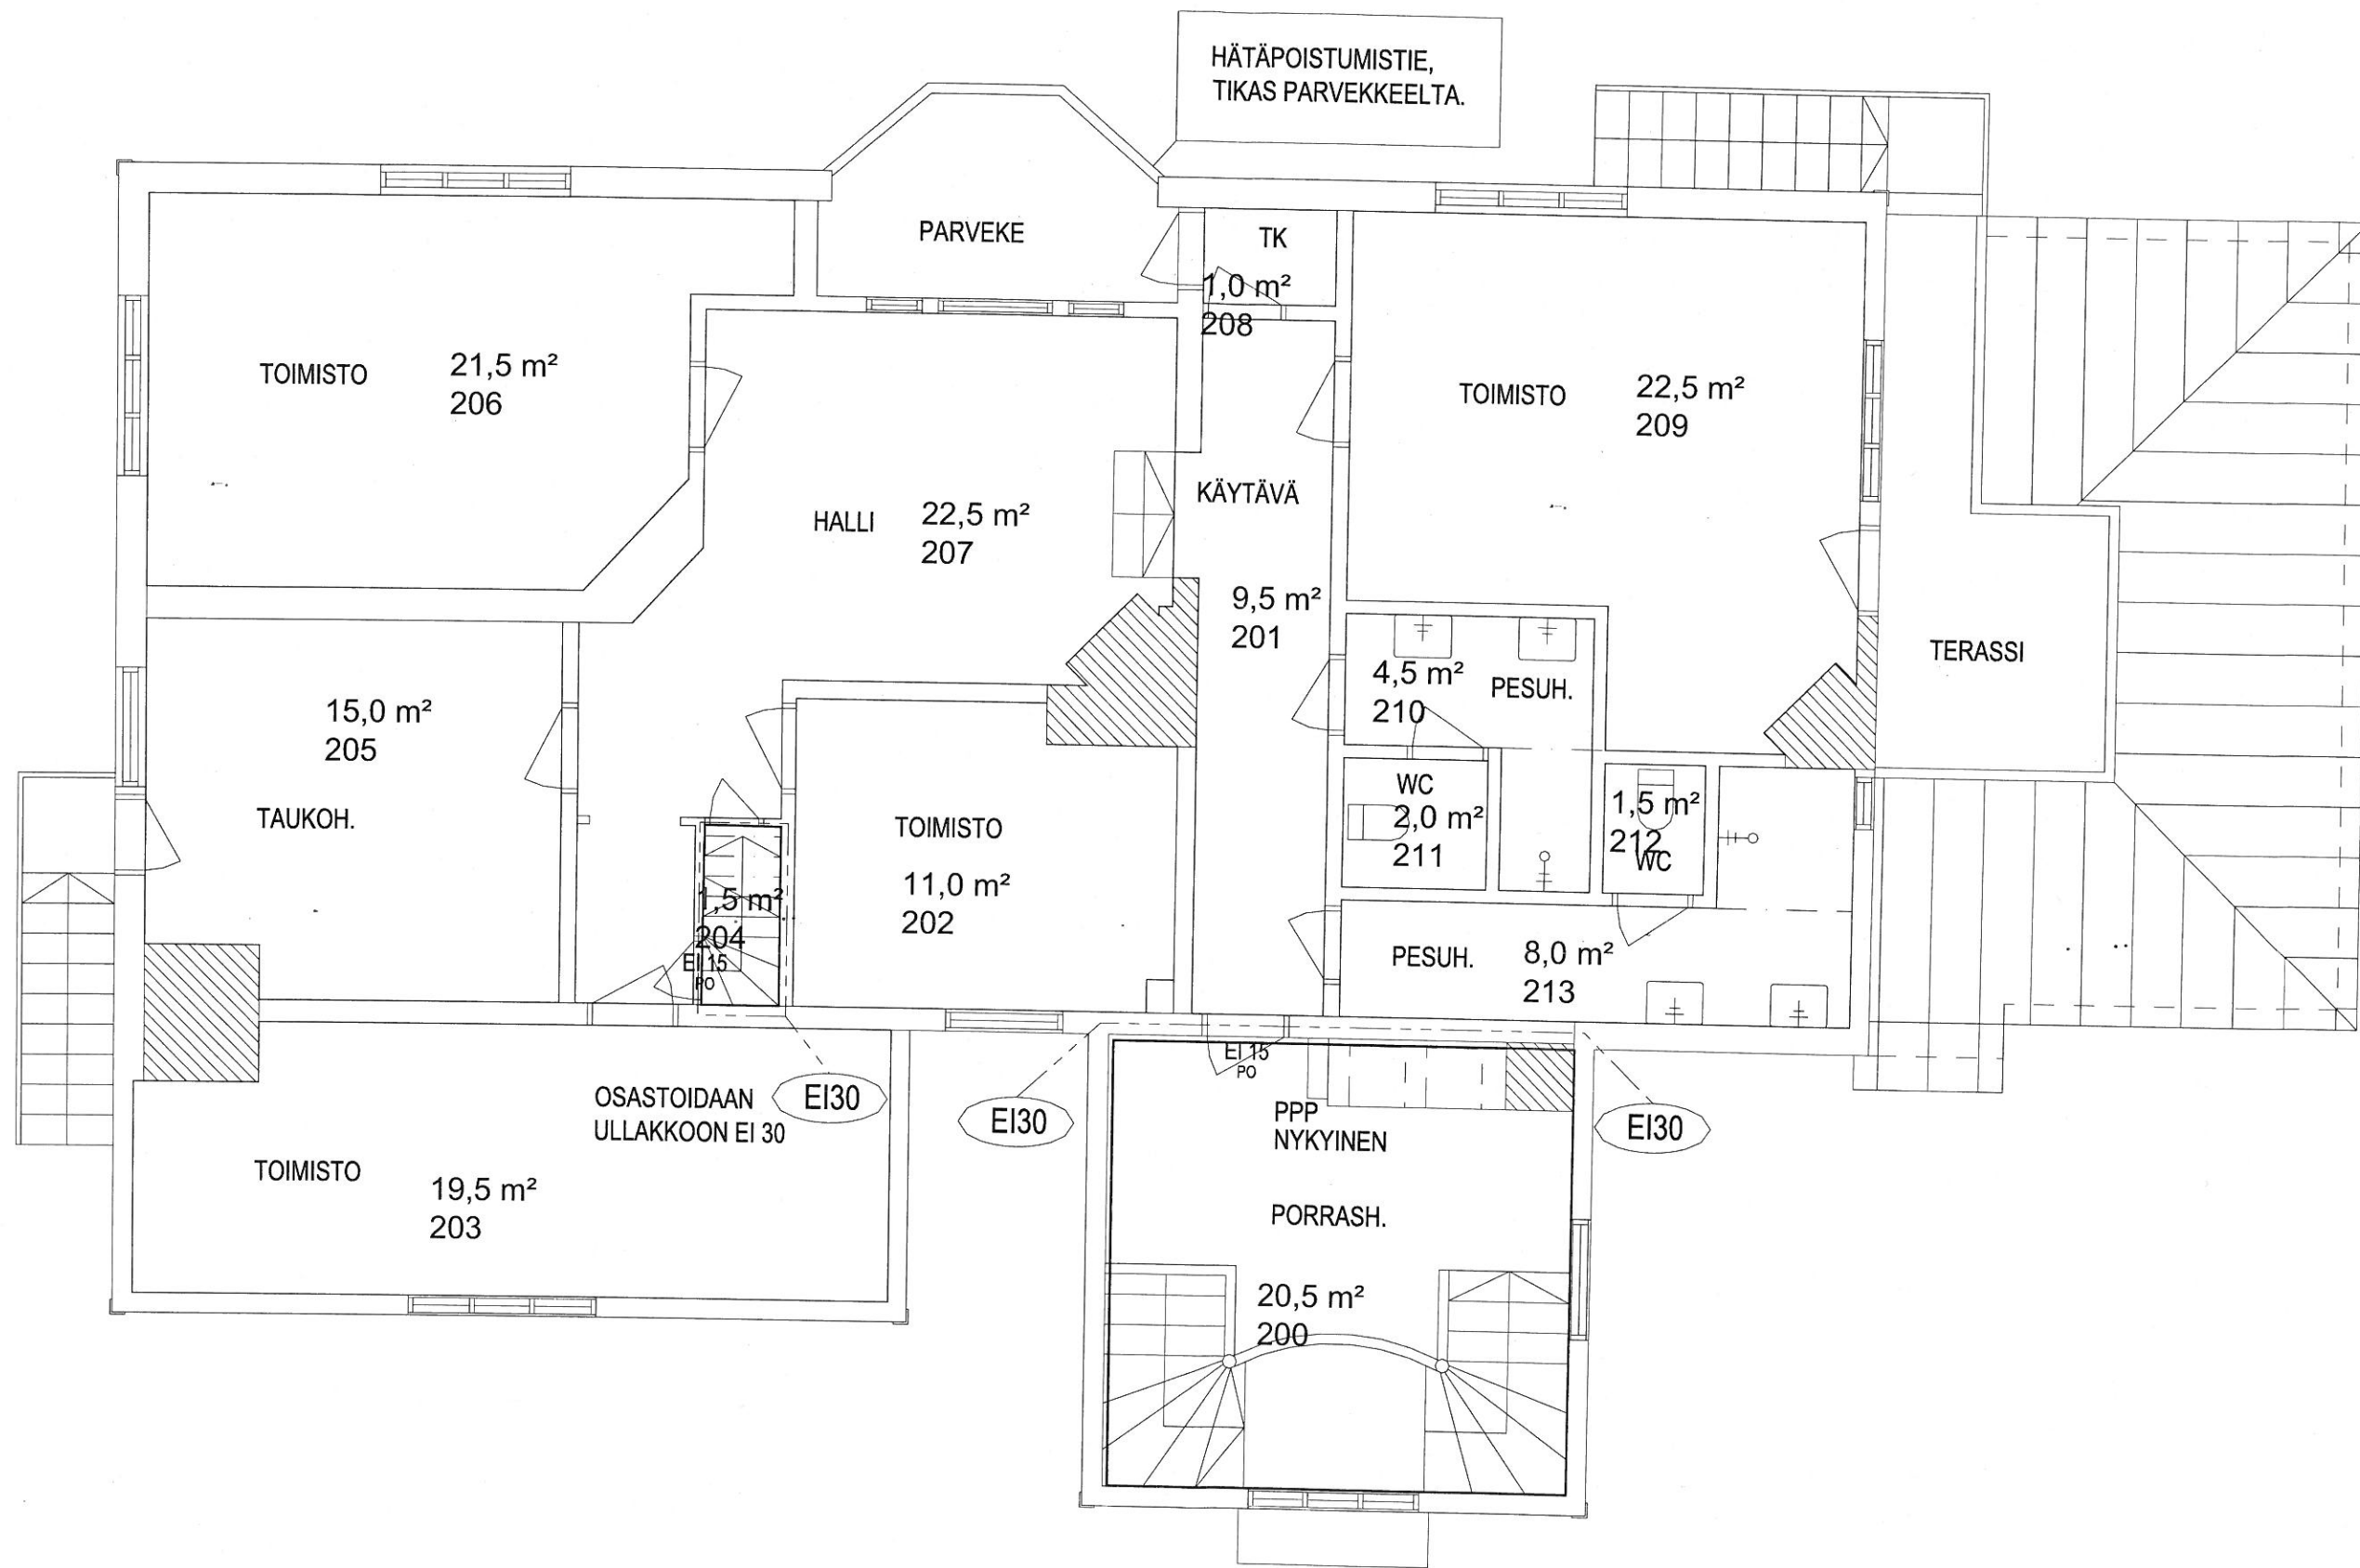 HÄTÄPOISTUMISTIE,
TIKAS PARVEKKEELTA.
PARVEKE
TK
1,0 m²
208
TOIMISTO
21,5 m²
206
TOIMISTO
22,5 m²
209
HALLI
22,5 m²
207
KÄYTÄVÄ
9,5 m²
201
TERASSI
4,5 m²
210
PESUH.
15,0 m²
205
TAUKOH.
WC
2,0 m²
211
1,5 m²
212
WC
TOIMISTO
11,0 m²
202
1,5 m²
204
EI 15
PO
PESUH.
8,0 m²
213
EI 15
PO
OSASTOIDAAN
ULLAKKOON EI 30
EI30
EI30
EI30
PPP
NYKYINEN
PORRASH.
20,5 m²
200
TOIMISTO
19,5 m²
203